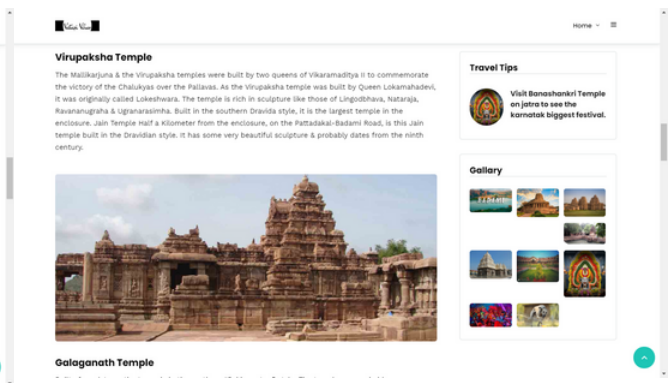 Home
Virupaksha Temple
The Mallikarjuna & the Virupaksha temples were built by two queens of Vikaramaditya II to commemorate
the victory of the Chalukyas over the Pallavas. As the Virupaksha temple was built by Queen Lokamahadevi,
it was originally called Lokeshwara. The temple is rich in sculpture like those of Lingodbhava, Nataraja,
Ravananugraha & Ugranarasimha. Built in the southern Dravida style, it is the largest temple in the
enclosure. Jain Temple Half a Kilometer from the enclosure, on the Pattadakal-Badami Road, is this Jain
temple built in the Dravidian style. It has some very beautiful sculpture & probably dates from the ninth
century.
Galaganath Temple
Travel Tips
Visit Banashankri Temple
on jatra to see the
karnatak biggest festival.
Gallary